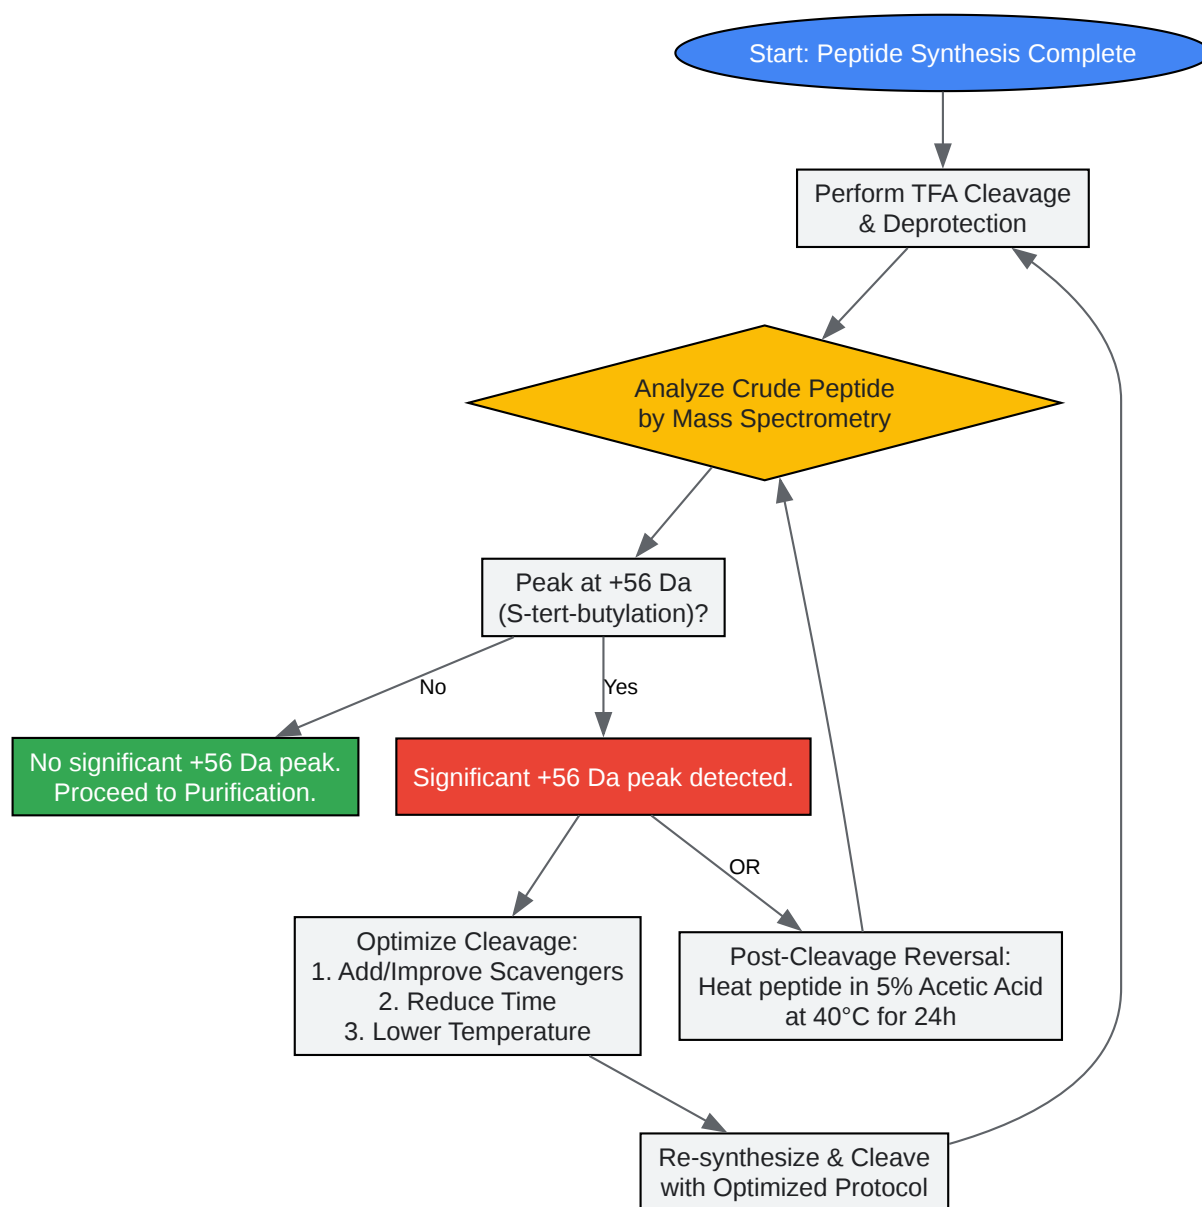 Start: Peptide Synthesis Complete
Perform TFA Cleavage
& Deprotection
Analyze Crude Peptide
by Mass Spectrometry
Peak at +56 Da
(S-tert-butylation)?
No
Yes
No significant +56 Da peak.
Proceed to Purification.
Significant +56 Da peak detected.
OR
Optimize Cleavage:
1. Add/Improve Scavengers
2. Reduce Time
3. Lower Temperature
Post-Cleavage Reversal:
Heat peptide in 5% Acetic Acid
at 40°C for 24h
Re-synthesize & Cleave
with Optimized Protocol